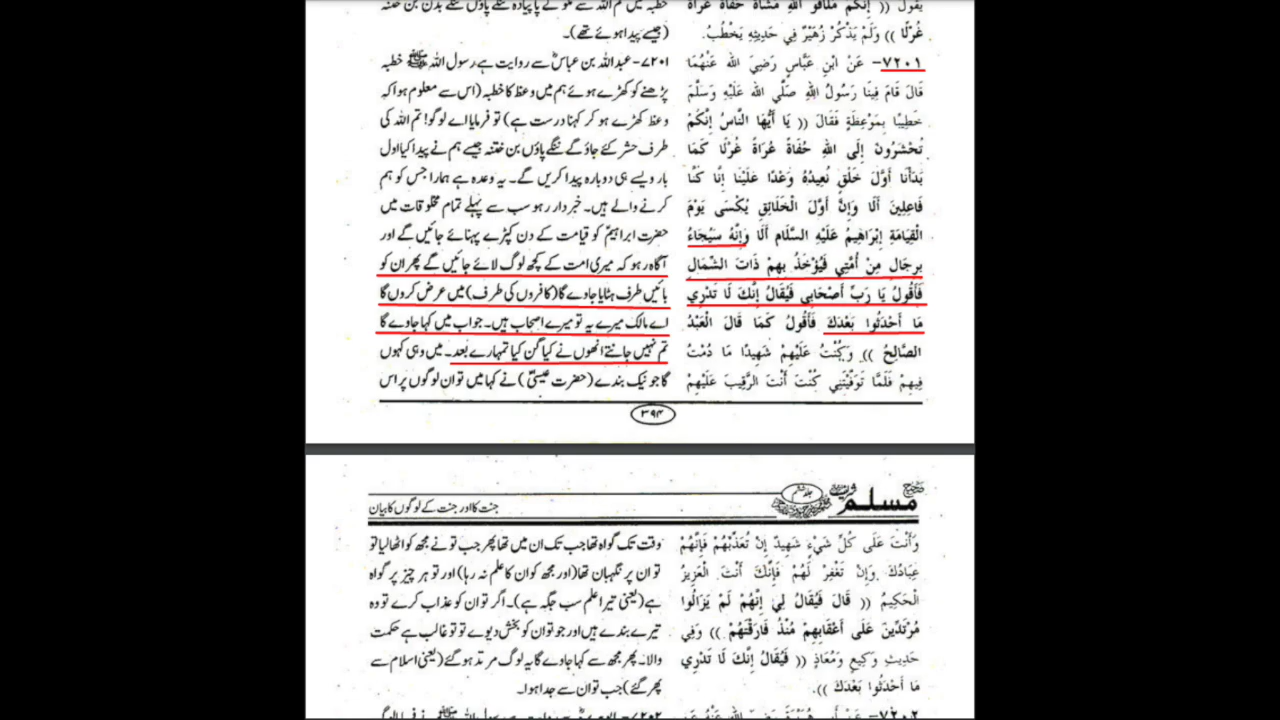 یقول (( إِنَّكُمْ مُلَاقُو اللَّهِ مُشَاةً حُفَاةً عُرَاةً
غُرْلًا )) وَلَمْ يَذْكُرْ زُهَيْرٌ فِي حَدِيثِهِ يَخْطُبُ.
٧٢٠١- عَنْ ابْنِ عَبَّاسٍ رَضِيَ الله عَنْهُمَا
قَالَ قَامَ فِينَا رَسُولُ اللهِ صَلَّى الله عَلَيْهِ وَسَلَّمَ
خَطِيبًا بِمَوْعِظَةٍ فَقَالَ (( يَا أَيُّهَا النَّاسُ إِنَّكُمْ
تُحْشَرُونَ إِلَى اللهِ حُفَاةً عُرَاةً غُرْلًا كَمَا
بَدَأْنَا أَوَّلَ خَلْقٍ نُعِيدُهُ وَعْدًا عَلَيْنَا إِنَّا كُنَّا
فَاعِلِينَ أَلَا وَإِنَّ أَوَّلَ الْخَلَائِقِ يُكْسَى يَوْمَ
الْقِيَامَةِ إِبْرَاهِيمُ عَلَيْهِ السَّلَام أَلَا وَإِنَّهُ سَيُجَاءُ
بِرِجَالٍ مِنْ أُمَّتِي فَيُؤْخَذُ بِهِمْ ذَاتَ الشِّمَالِ
فَأَقُولُ يَا رَبِّ أَصْحَابِي فَيُقَالُ إِنَّكَ لَا تَدْرِي
مَا أَحْدَثُوا بَعْدَكَ فَأَقُولُ كَمَا قَالَ الْعَبْدُ
الصَّالِحُ )) وَكُنْتُ عَلَيْهِمْ شَهِيدًا مَا دُمْتُ
فِيهِمْ فَلَمَّا تَوَفَّيْتَنِي كُنْتَ أَنْتَ الرَّقِيبَ عَلَيْهِمْ
خطبہ میں تم اللہ سے ملو گے پاپیادہ ننگے پاؤں ننگے بدن بن ختنہ
(جیسے پیدا ہوئے تھے)۔
۷۲۰۱- عبداللہ بن عباسؓ سے روایت ہے رسول اللہ ﷺ خطبہ
پڑھنے کو کھڑے ہوئے ہم میں وعظ کا خطبہ (اس سے معلوم ہوا کہ
وعظ کھڑے ہو کر کہنا درست ہے) تو فرمایا اے لوگو! تم اللہ کی
طرف حشر کئے جاؤ گے ننگے پاؤں بن ختنہ جیسے ہم نے پیدا کیا اول
بار ویسے ہی دوبارہ پیدا کریں گے۔ یہ وعدہ ہے ہمارا جس کو ہم
کرنے والے ہیں۔ خبردار رہو سب سے پہلے تمام مخلوقات میں
حضرت ابراہیمؑ کو قیامت کے دن کپڑے پہنائے جائیں گے اور
آگاہ رہو کہ میری امت کے کچھ لوگ لائے جائیں گے پھر ان کو
بائیں طرف ہٹایا جاوے گا (کافروں کی طرف) میں عرض کروں گا
اے مالک میرے یہ تو میرے اصحاب ہیں۔ جواب میں کہا جاوے گا
تم نہیں جانتے انھوں نے کیا گن کیا تمہارے بعد۔ میں وہی کہوں
گا جو نیک بندے (حضرت عیسیٰؑ) نے کہا میں تو ان لوگوں پر اس
۳۹۴
صحیح مسلم شریف
جلد ششم
جنت کا اور جنت کے لوگوں کا بیان
وَأَنْتَ عَلَى كُلِّ شَيْءٍ شَهِيدٌ إِنْ تُعَذِّبْهُمْ فَإِنَّهُمْ
عِبَادُكَ وَإِنْ تَغْفِرْ لَهُمْ فَإِنَّكَ أَنْتَ الْعَزِيزُ
الْحَكِيمُ (( قَالَ فَيُقَالُ لِي إِنَّهُمْ لَمْ يَزَالُوا
مُرْتَدِّينَ عَلَى أَعْقَابِهِمْ مُنْذُ فَارَقْتَهُمْ )) وَفِي
حَدِيثِ وَكِيعٍ وَمُعَاذٍ (( فَيُقَالُ إِنَّكَ لَا تَدْرِي
مَا أَحْدَثُوا بَعْدَكَ )).
وقت تک گواہ تھا جب تک ان میں تھا پھر جب تو نے مجھ کو اٹھا لیا تو
تو ان پر نگہبان تھا (اور مجھ کو ان کا علم نہ رہا) اور تو ہر چیز پر گواہ
ہے (یعنی تیرا علم سب جگہ ہے)۔ اگر تو ان کو عذاب کرے تو وہ
تیرے بندے ہیں اور جو تو ان کو بخش دیوے تو تو غالب ہے حکمت
والا۔ پھر مجھ سے کہا جاوے گا یہ لوگ مرتد ہو گئے (یعنی اسلام سے
پھر گئے) جب تو ان سے جدا ہوا۔